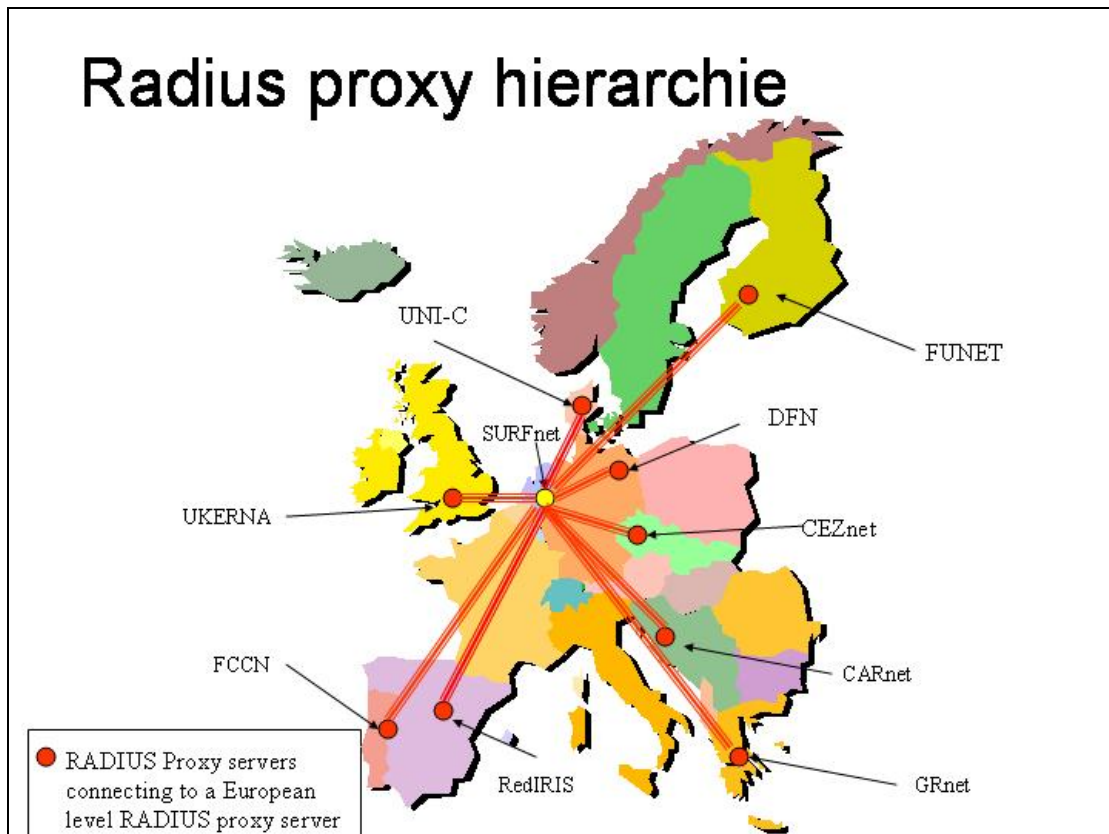 Radius proxy hierarchie
UNI-C
FUNET
SURFnet
DFN
UKERNA
CEZnet
FCCN
CARnet
RedIRIS
GRnet
RADIUS Proxy servers
connecting to a European
level RADIUS proxy server